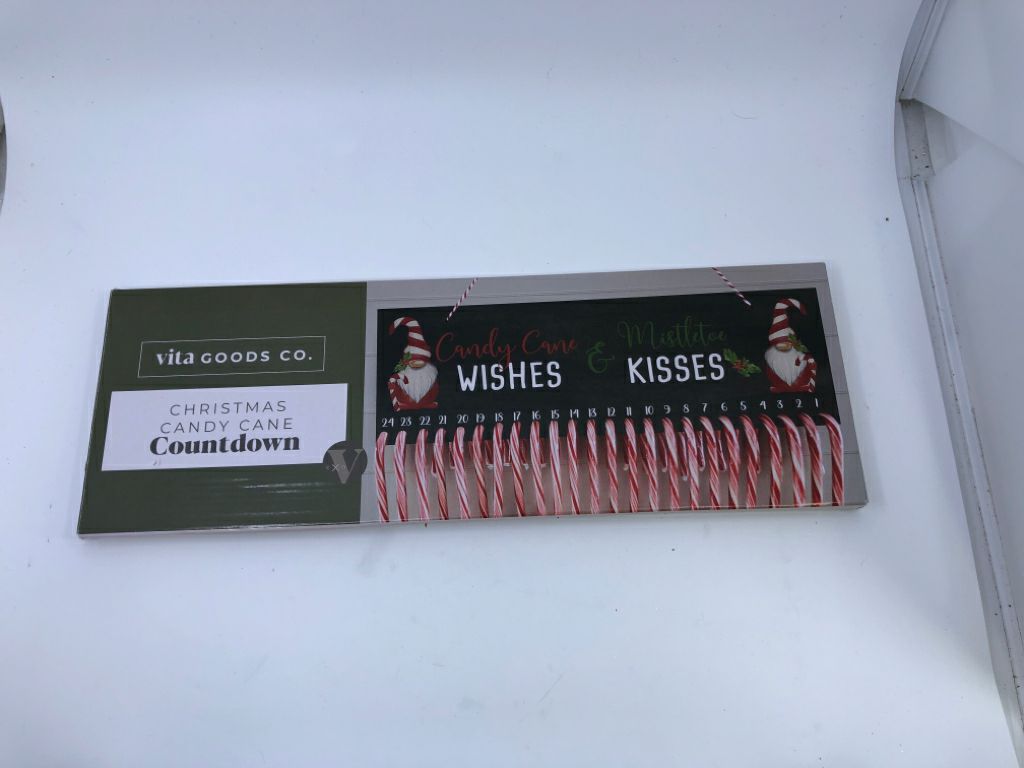 vita GOODS CO.
CHRISTMAS
CANDY CANE
Countdown
V
Candy Cane & Mistletoe
WISHES KISSES
24 23 22 21 20 19 18 17 16 15 14 13 12 11 10 9 8 7 6 5 4 3 2 1